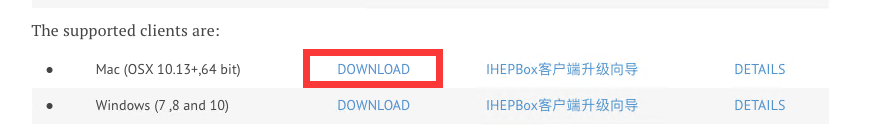 The supported clients are:
● Mac (OSX 10.13+,64 bit) DOWNLOAD IHEPBox客户端升级向导 DETAILS
● Windows (7 ,8 and 10) DOWNLOAD IHEPBox客户端升级向导 DETAILS